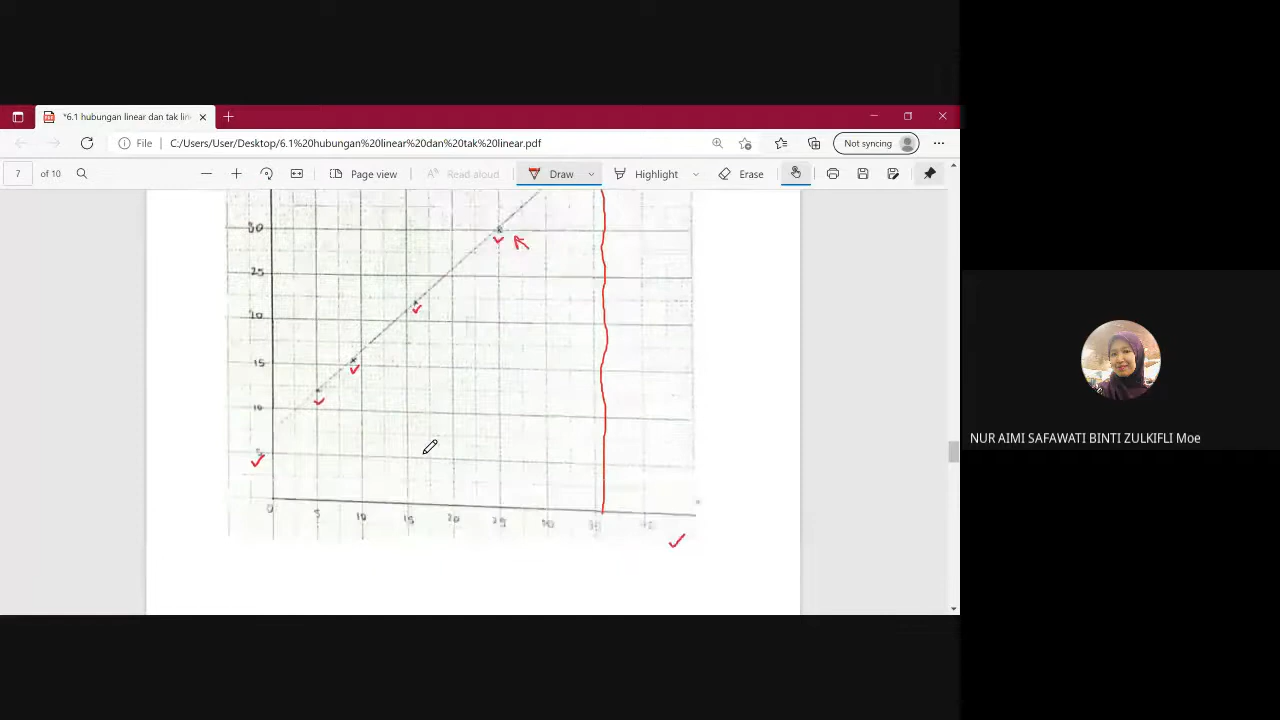 *6.1 hubungan linear dan tak lin
File
C:/Users/User/Desktop/6.1%20hubungan%20linear%20dan%20tak%20linear.pdf
Not syncing
7 of 10
Page view
Read aloud
Draw
Highlight
Erase
30
25
20
15
10
5
0 5 10 15 20 25 30 35 40
NUR AIMI SAFAWATI BINTI ZULKIFLI Moe